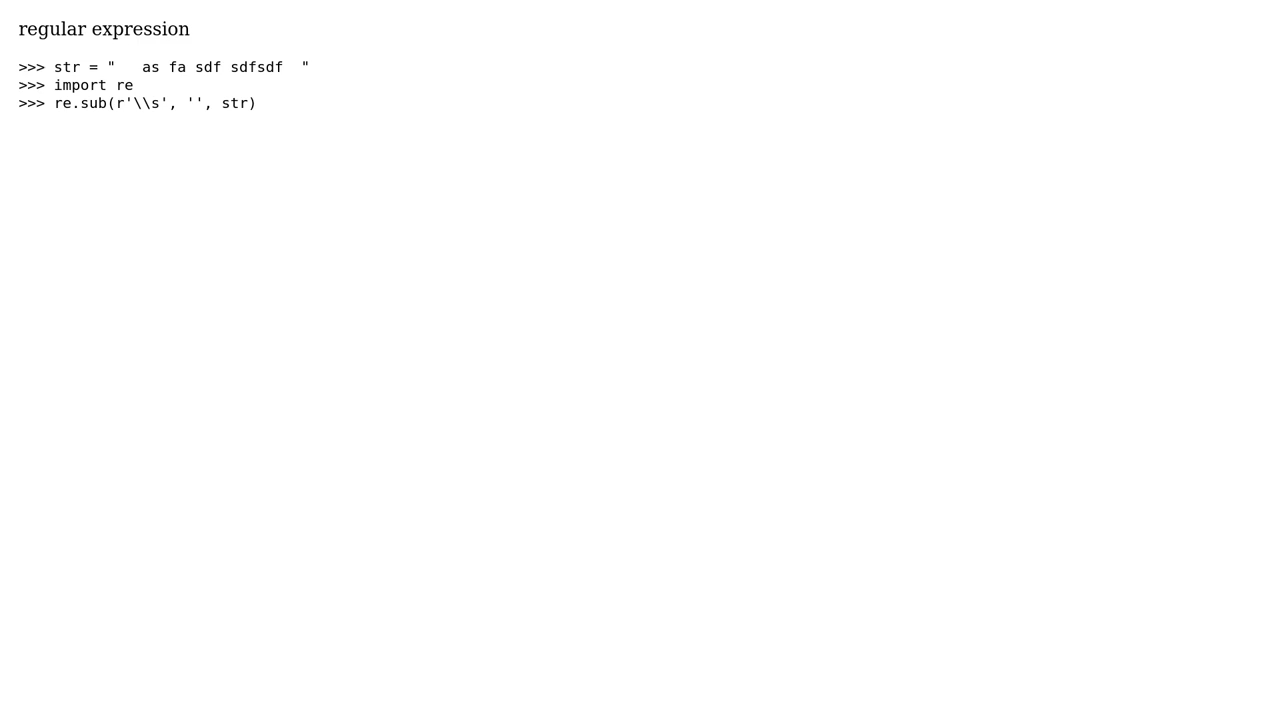 regular expression
>>> str = "   as fa sdf sdfsdf  "
>>> import re
>>> re.sub(r'\\s', '', str)